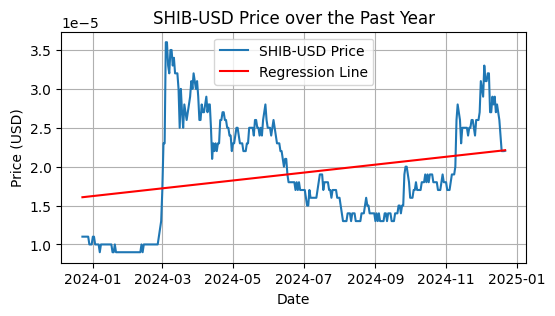 SHIB-USD Price over the Past Year
1e−5
SHIB-USD Price
Regression Line
3.5
3.0
2.5
2.0
1.5
1.0
Price (USD)
2024-01 2024-03 2024-05 2024-07 2024-09 2024-11 2025-01
Date